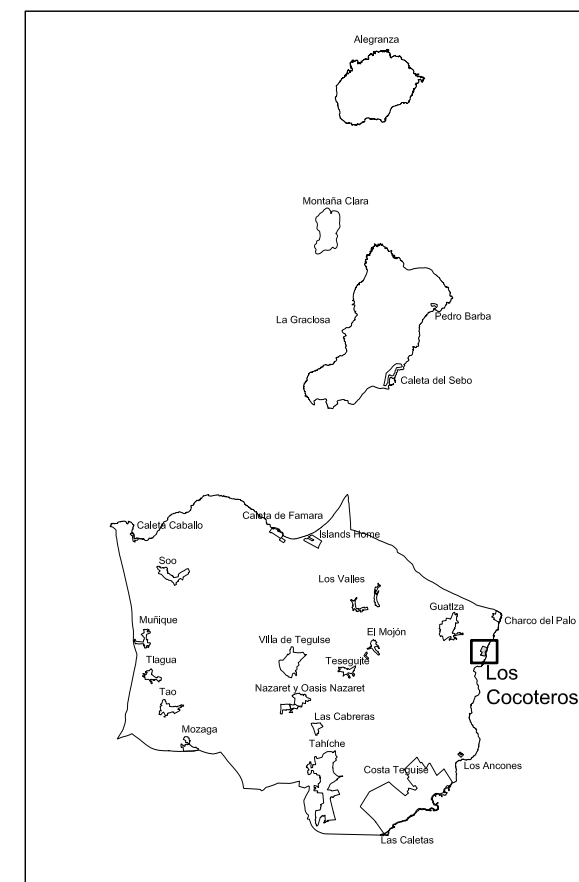 Alegranza
Montaña Clara
La Graciosa
Pedro Barba
Caleta del Sebo
Caleta Caballo
Caleta de Famara
Islands Home
Soo
Los Valles
Guatiza
Charco del Palo
Muñique
El Mojón
Villa de Teguise
Los
Cocoteros
Tiagua
Teseguite
Tao
Nazaret y Oasis Nazaret
Las Cabreras
Mozaga
Tahíche
Costa Teguise
Los Ancones
Las Caletas